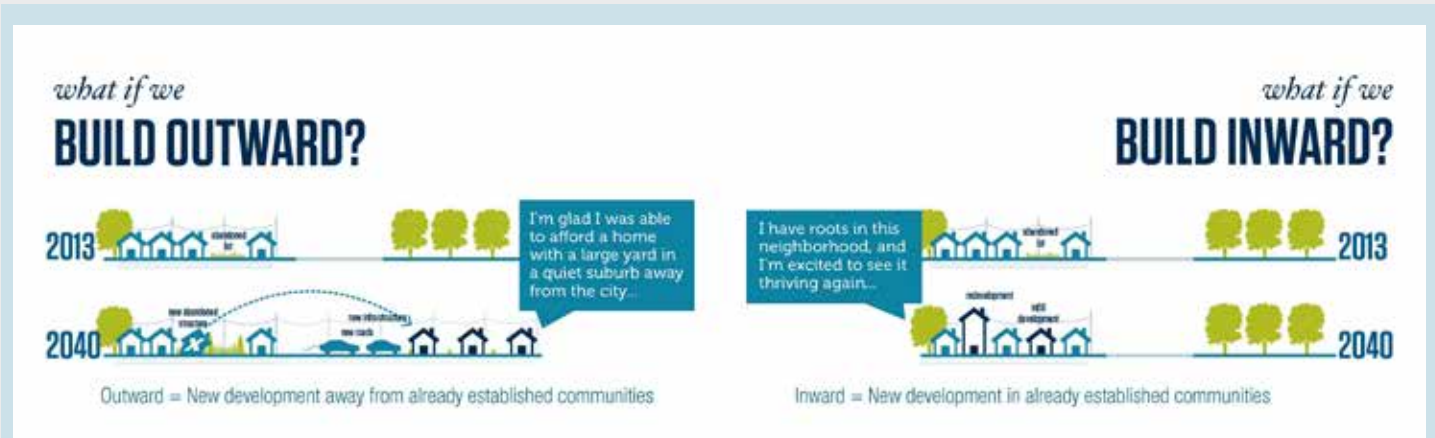 what if we
BUILD OUTWARD?
2013
abandoned
lot
I'm glad I was able
to afford a home
with a large yard in
a quiet suburb away
from the city...
2040
new abandoned
structure
new infrastructure
new roads
Outward = New development away from already established communities
what if we
BUILD INWARD?
I have roots in this
neighborhood, and
I'm excited to see it
thriving again...
abandoned
lot
2013
redevelopment
infill
development
2040
Inward = New development in already established communities